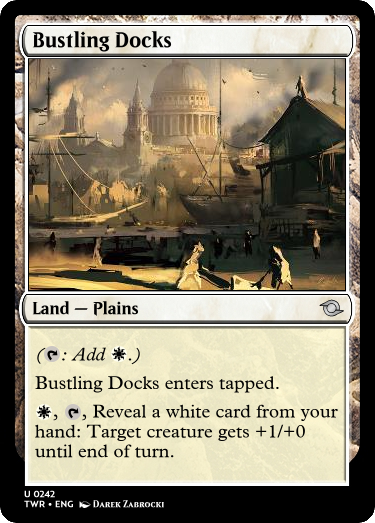 Bustling Docks
Land — Plains
(: Add .)
Bustling Docks enters tapped.
, , Reveal a white card from your
hand: Target creature gets +1/+0
until end of turn.
U 0242
TWR • ENG DAREK ZABROCKI